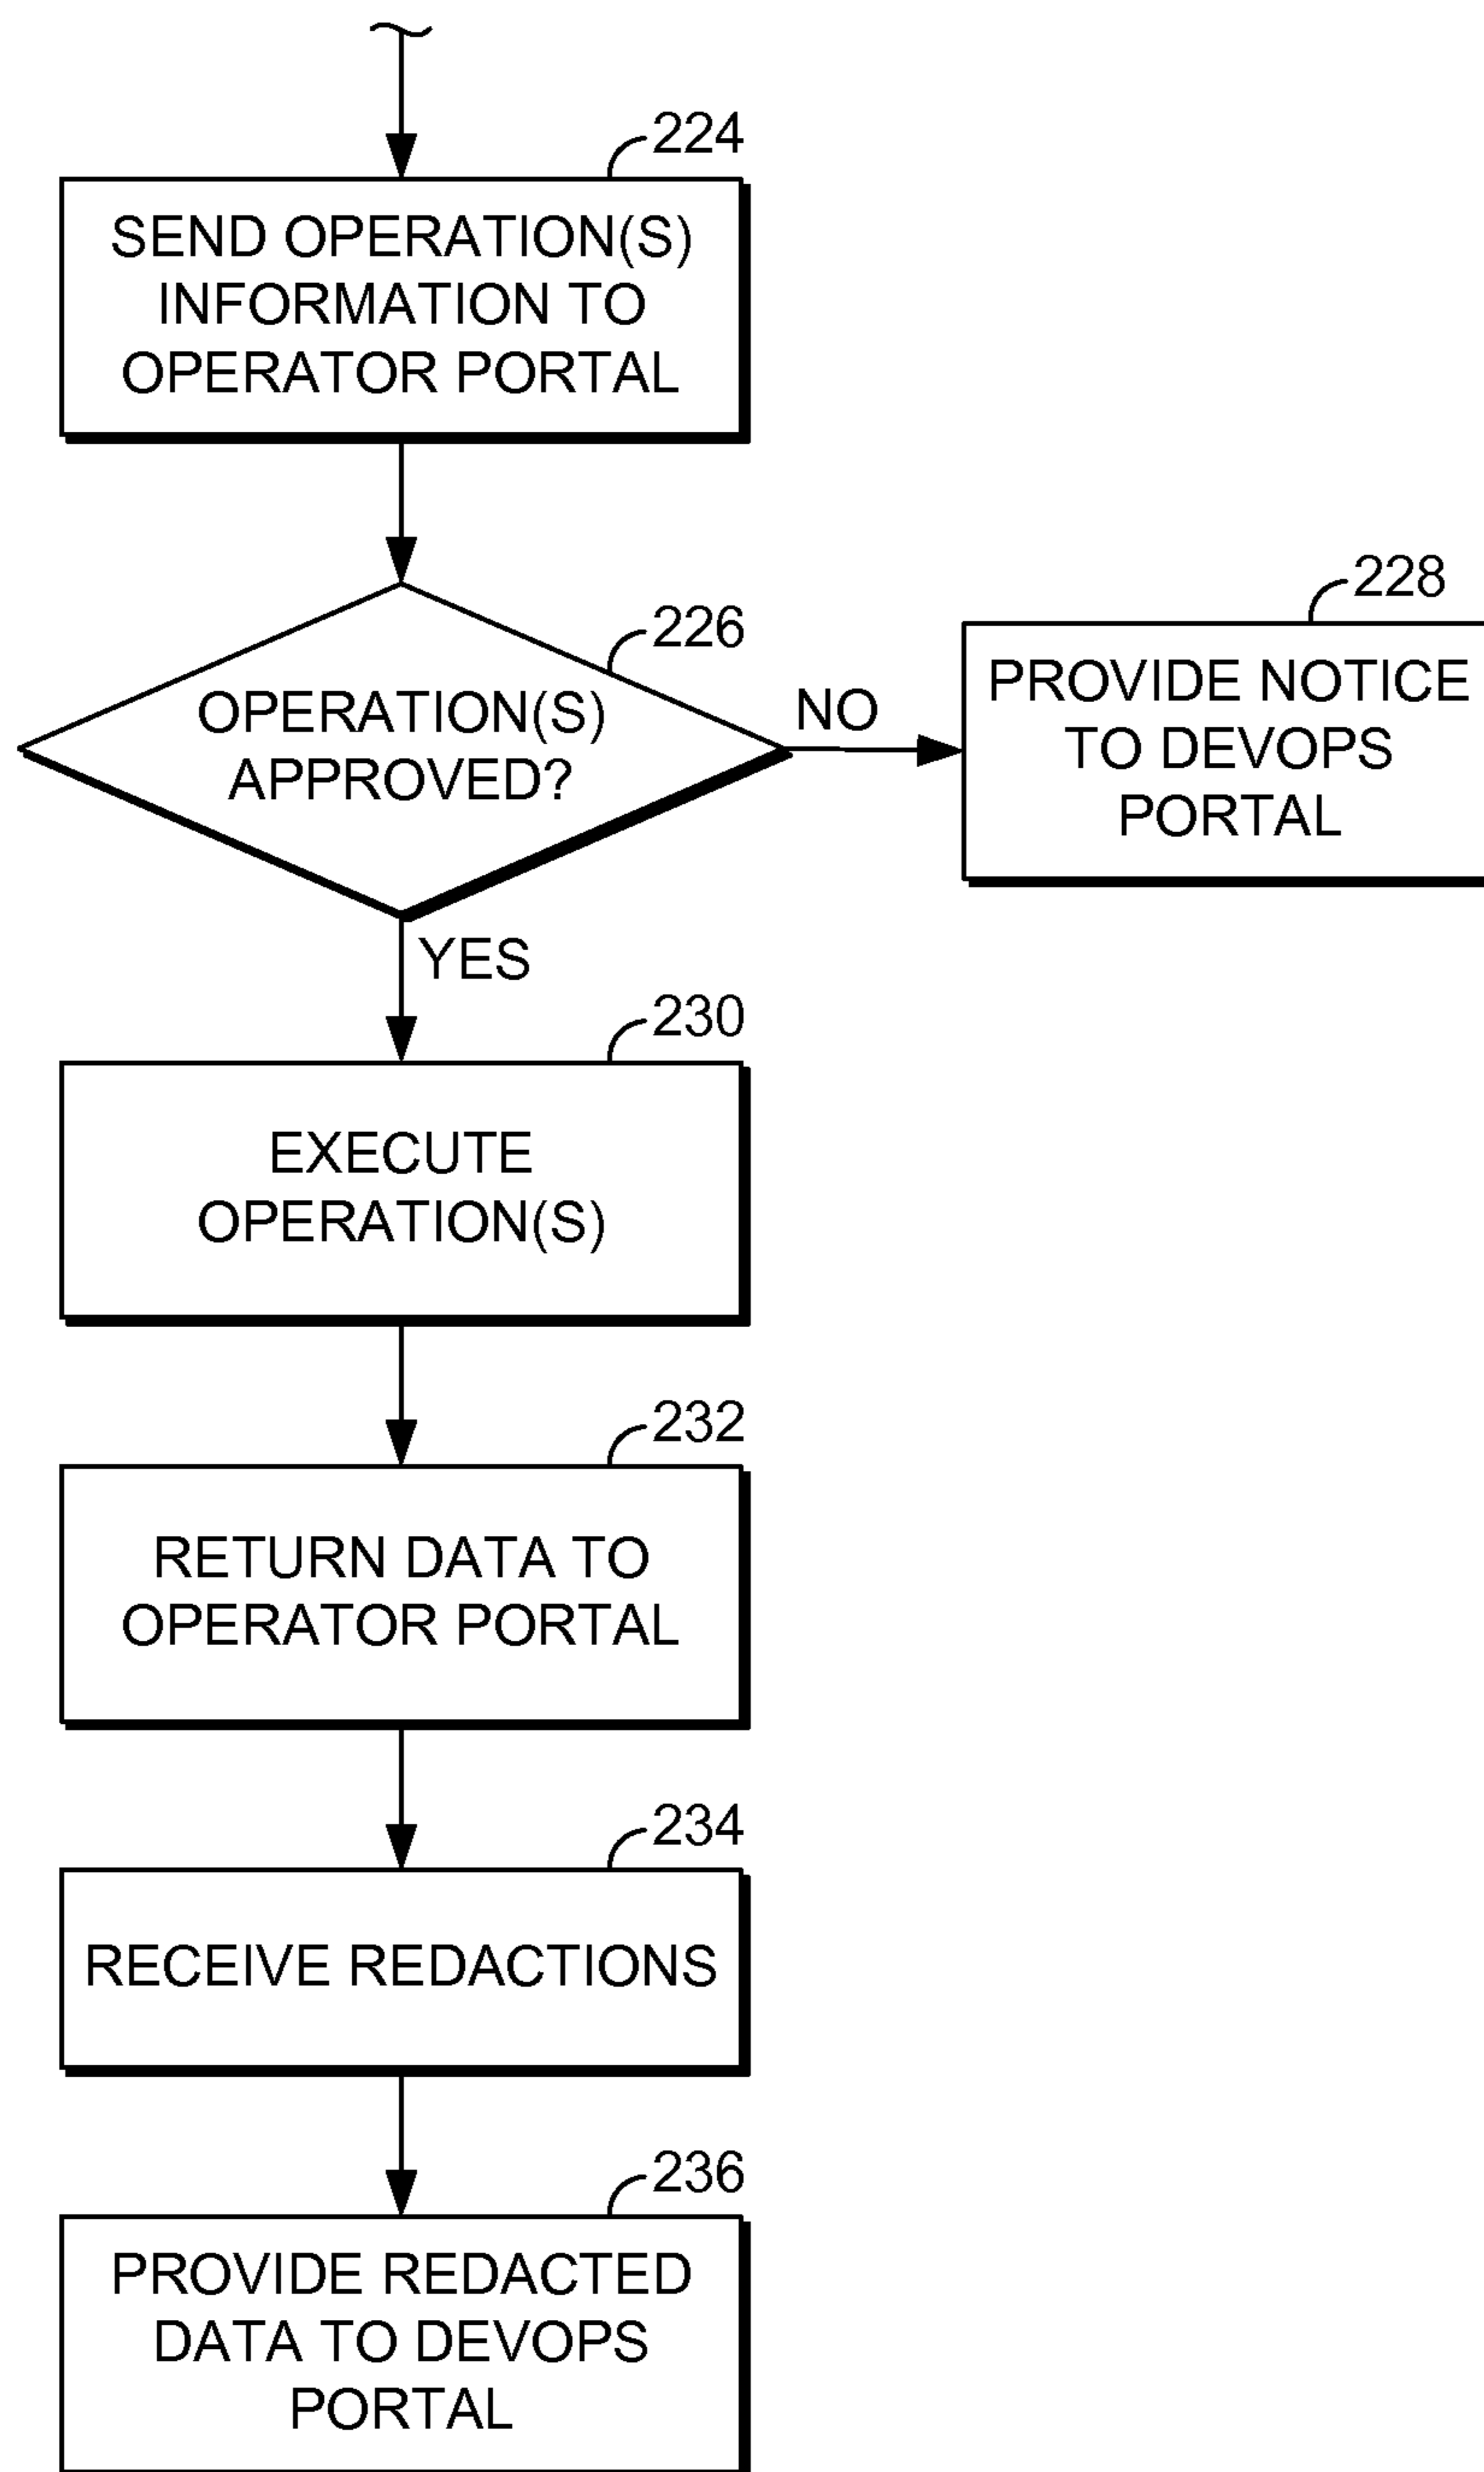 224
SEND OPERATION(S)
INFORMATION TO
OPERATOR PORTAL
226
OPERATION(S)
APPROVED?
NO
228
PROVIDE NOTICE
TO DEVOPS
PORTAL
YES
230
EXECUTE
OPERATION(S)
232
RETURN DATA TO
OPERATOR PORTAL
234
RECEIVE REDACTIONS
236
PROVIDE REDACTED
DATA TO DEVOPS
PORTAL